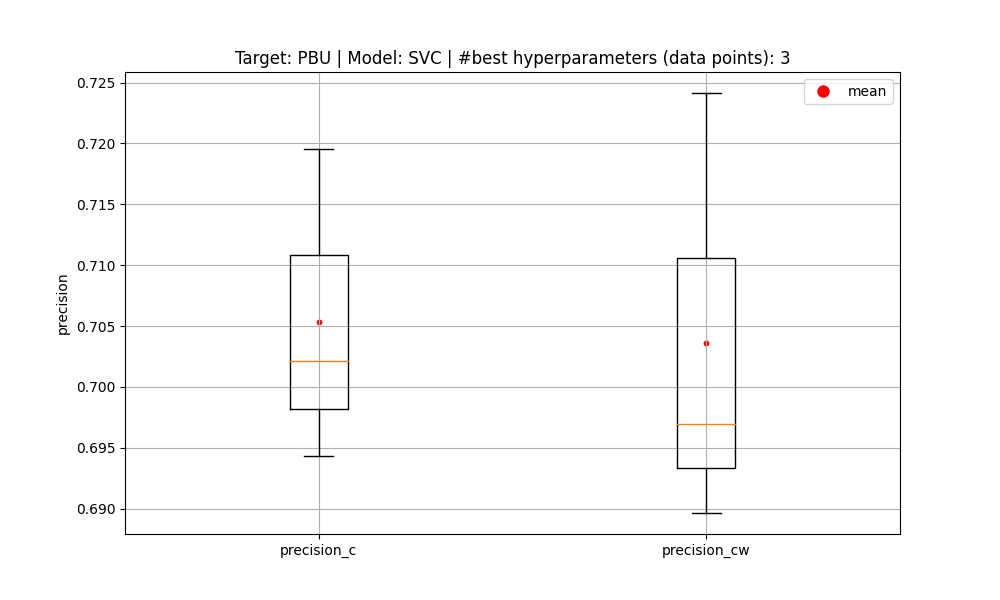 Target: PBU | Model: SVC | #best hyperparameters (data points): 3
mean
precision
0.725
0.720
0.715
0.710
0.705
0.700
0.695
0.690
precision_c
precision_cw